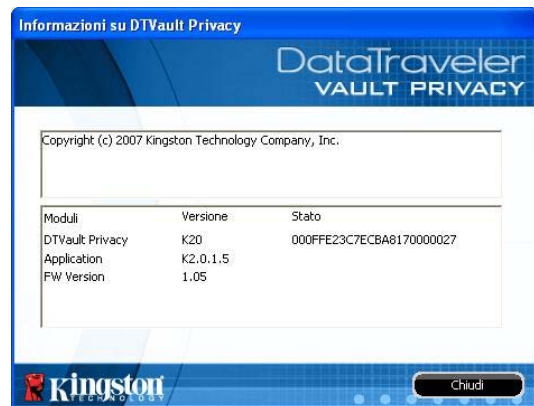 Informazioni su DTVault Privacy
DataTraveler
VAULT PRIVACY
Copyright (c) 2007 Kingston Technology Company, Inc.
Moduli Versione Stato
DTVault Privacy K20 000FFE23C7ECBA8170000027
Application K2.0.1.5
FW Version 1.05
Kingston
TECHNOLOGY
Chiudi